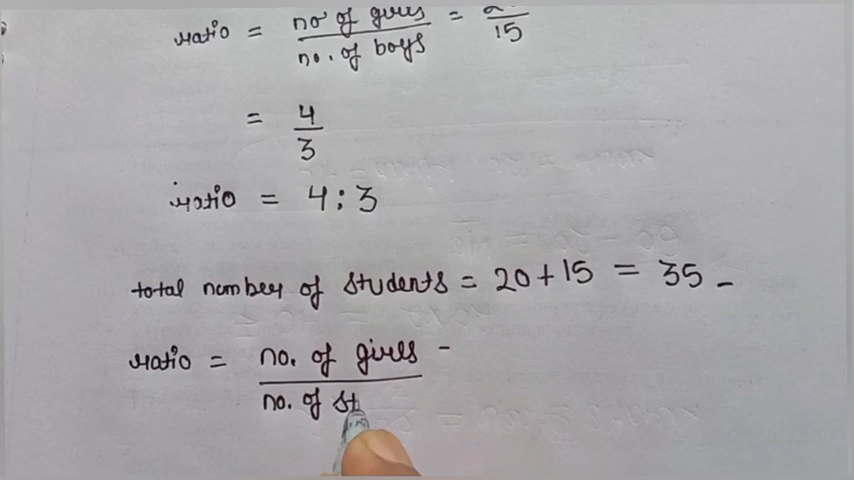 ratio = no of girls / no. of boys = 2 / 15
= 4 / 3
ratio = 4 : 3
total number of students = 20 + 15 = 35 -
ratio = no. of girls / no. of st -